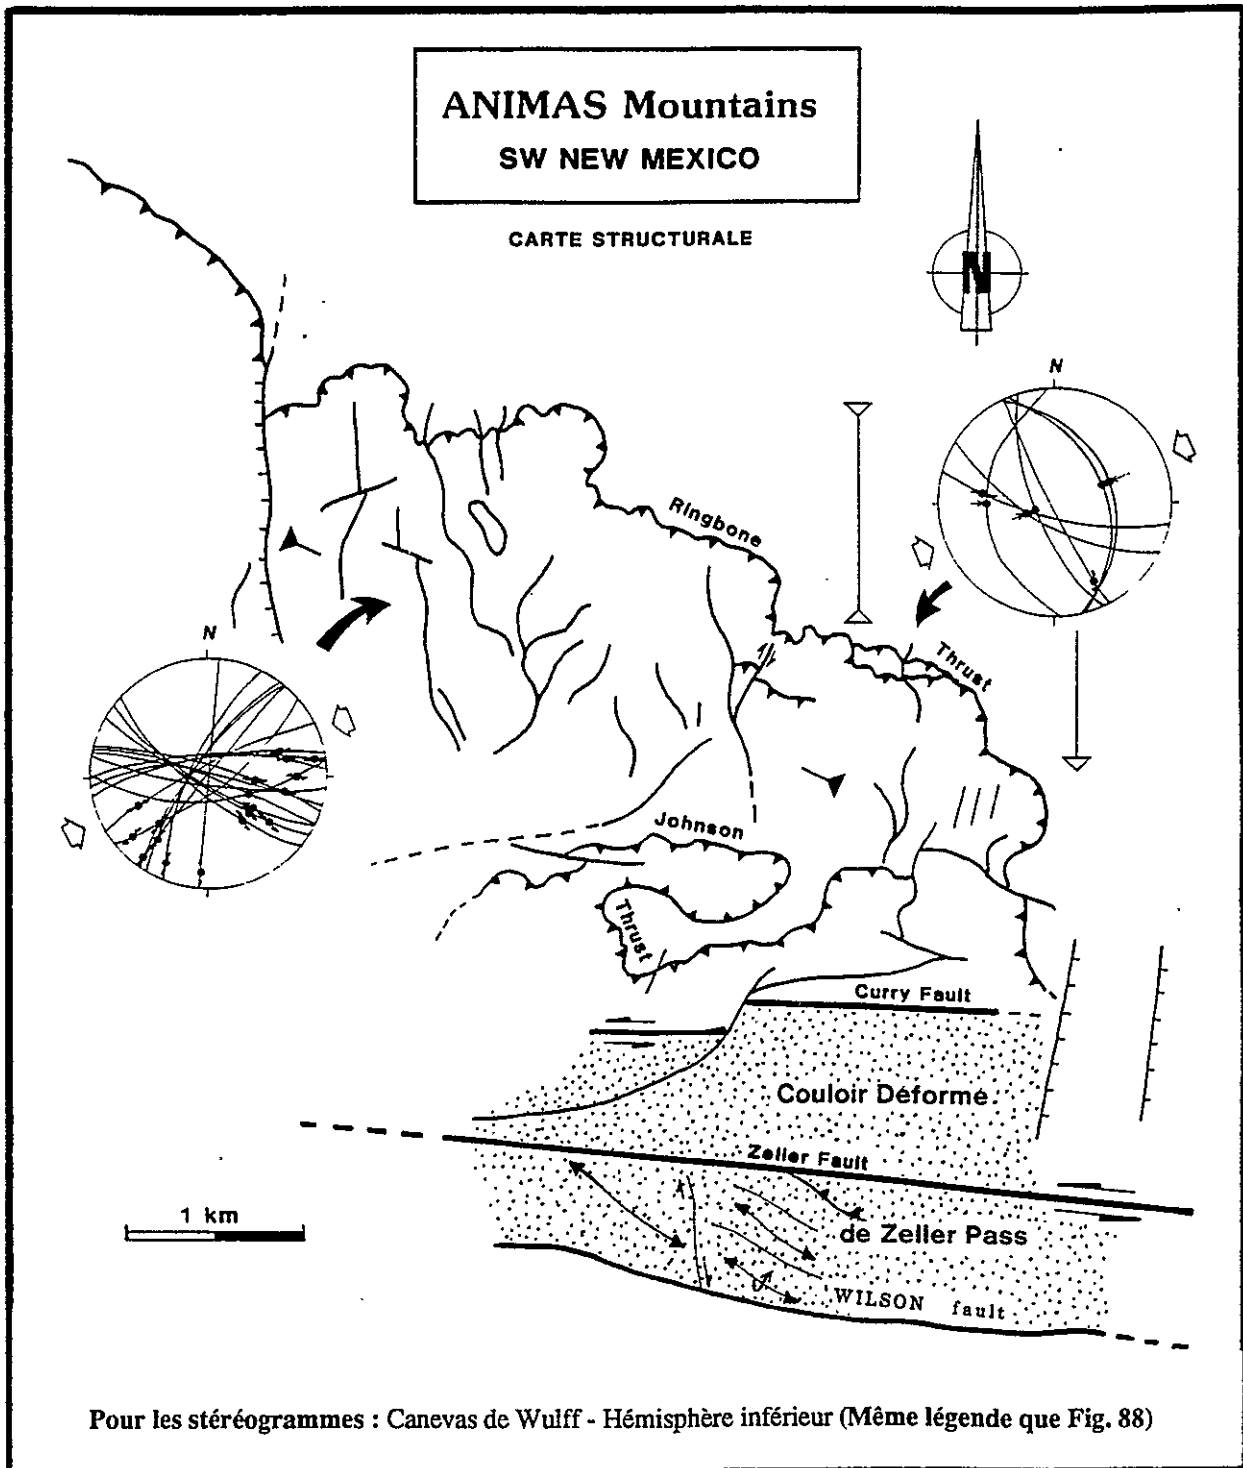 ANIMAS Mountains
SW NEW MEXICO
CARTE STRUCTURALE
N
N
Ringbone
Thrust
N
Johnson
Thrust
Curry Fault
Couloir Déformé
Zeller Fault
1 km
de Zeller Pass
WILSON fault
Pour les stéréogrammes : Canevas de Wulff - Hémisphère inférieur (Même légende que Fig. 88)